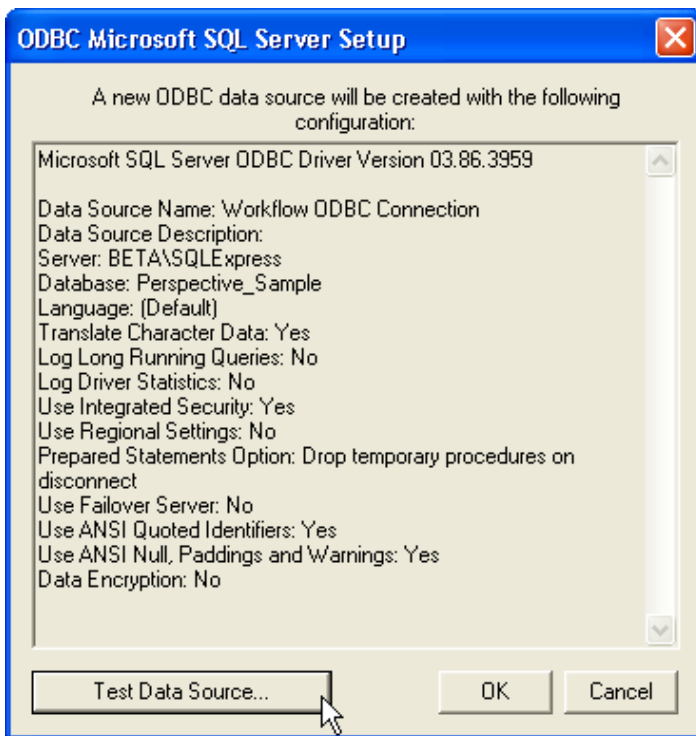 ODBC Microsoft SQL Server Setup
A new ODBC data source will be created with the following
configuration:
Microsoft SQL Server ODBC Driver Version 03.86.3959
Data Source Name: Workflow ODBC Connection
Data Source Description:
Server: BETA\SQLExpress
Database: Perspective_Sample
Language: (Default)
Translate Character Data: Yes
Log Long Running Queries: No
Log Driver Statistics: No
Use Integrated Security: Yes
Use Regional Settings: No
Prepared Statements Option: Drop temporary procedures on
disconnect
Use Failover Server: No
Use ANSI Quoted Identifiers: Yes
Use ANSI Null, Paddings and Warnings: Yes
Data Encryption: No
Test Data Source...
OK
Cancel